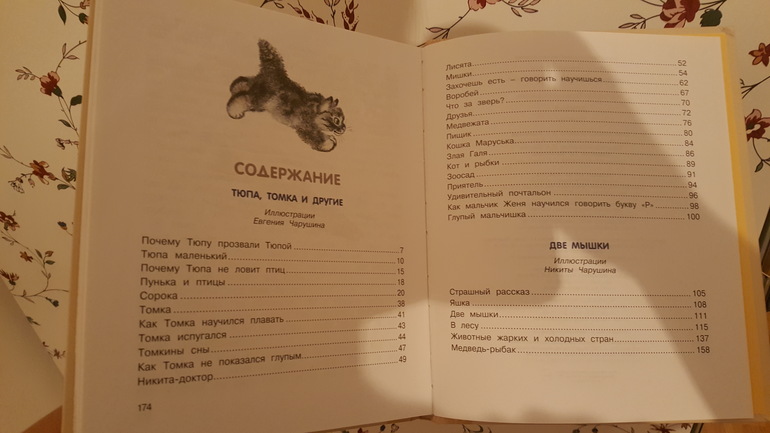 СОДЕРЖАНИЕ
ТЮПА, ТОМКА И ДРУГИЕ
Иллюстрации
Евгения Чарушина
Почему Тюпу прозвали Тюпой 7
Тюпа маленький 10
Почему Тюпа не ловит птиц 15
Пунька и птицы 18
Сорока 20
Томка 38
Как Томка научился плавать 41
Томка испугался 43
Томкины сны 44
Как Томка не показался глупым 47
Никита-доктор 49
174
Лисята 52
Мишки 54
Захочешь есть – говорить научишься 62
Воробей 67
Что за зверь? 70
Друзья 72
Медвежата 76
Пищик 80
Кошка Маруська 84
Злая Галя 86
Кот и рыбки 89
Зоосад 91
Приятель 94
Удивительный почтальон 96
Как мальчик Женя научился говорить букву «Р» 98
Глупый мальчишка 100
ДВЕ МЫШКИ
Иллюстрации
Никиты Чарушина
Страшный рассказ 105
Яшка 108
Две мышки 111
В лесу 115
Животные жарких и холодных стран 137
Медведь-рыбак 158